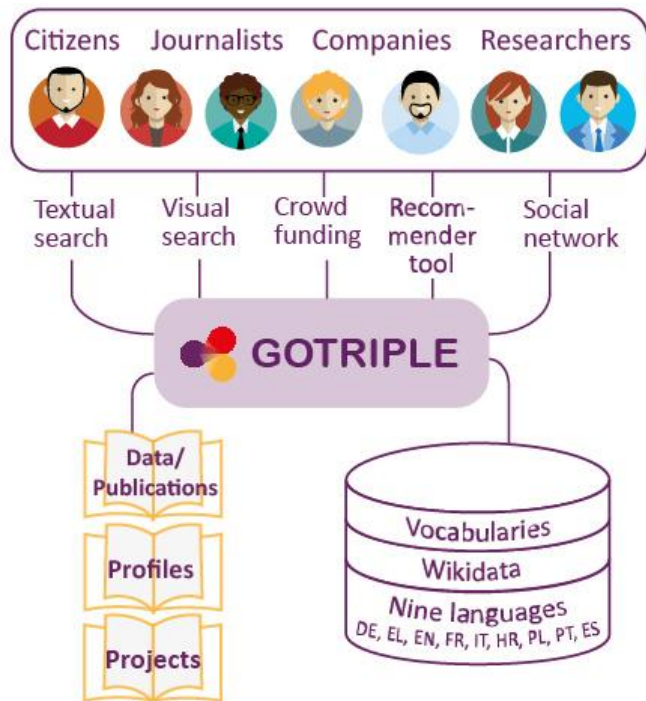 Citizens Journalists Companies Researchers
Textual
search
Visual
search
Crowd
funding
Recom-
mender
tool
Social
network
GOTRIPLE
Data/
Publications
Profiles
Projects
Vocabularies
Wikidata
Nine languages
DE, EL, EN, FR, IT, HR, PL, PT, ES